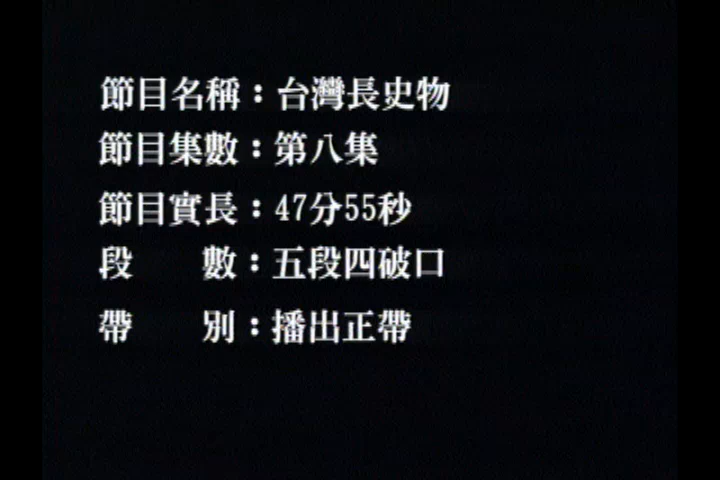 節目名稱：台灣長史物
節目集數：第八集
節目實長：47分55秒
段　　數：五段四破口
帶　　別：播出正帶